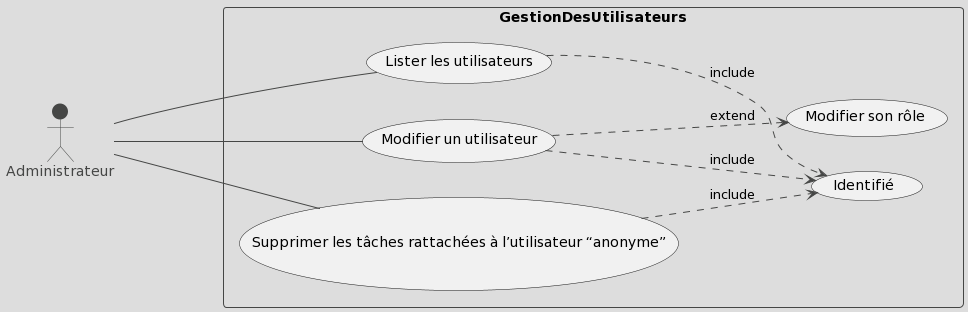 GestionDesUtilisateurs
Lister les utilisateurs
include
Modifier son rôle
extend
Modifier un utilisateur
include
Administrateur
Identifié
include
Supprimer les tâches rattachées à l’utilisateur “anonyme”